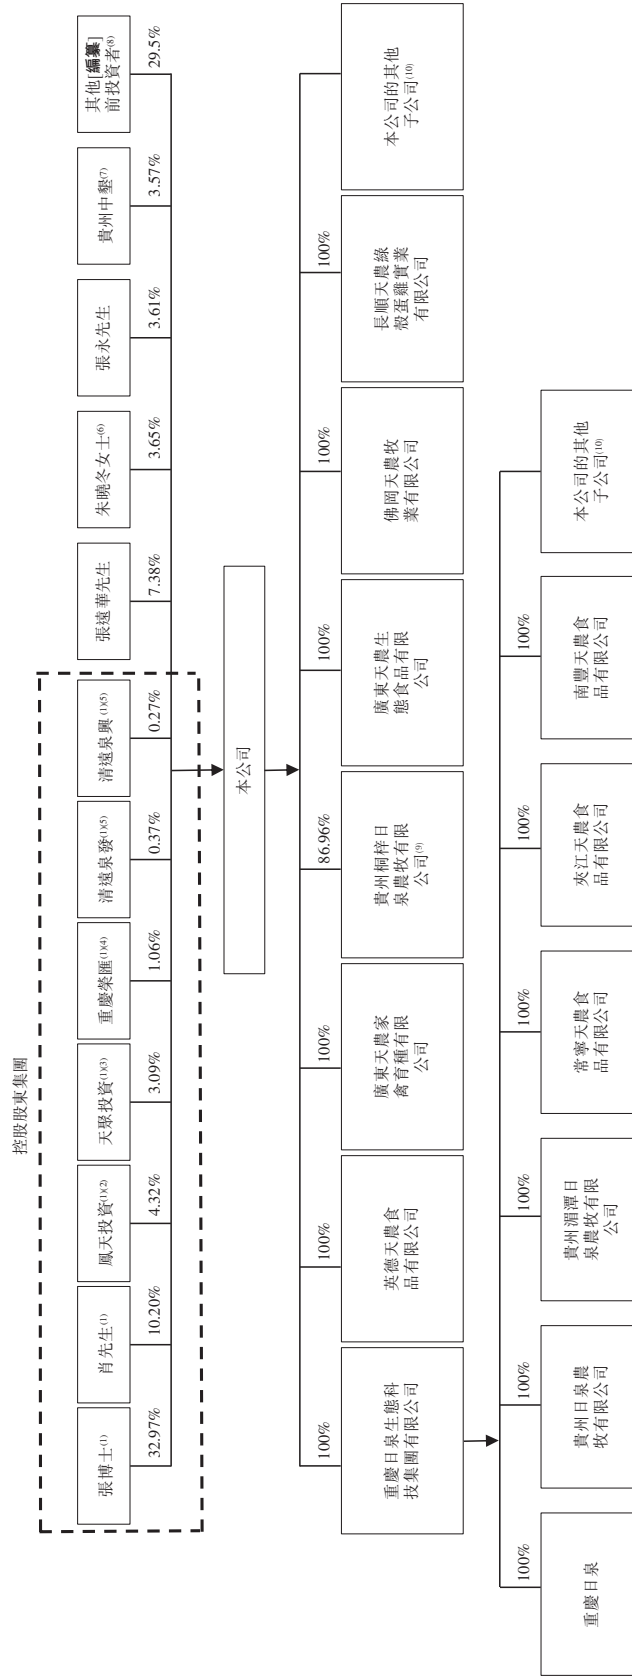 控股股東集團
張博士(1)
肖先生(1)
鳳天投資(1)(2)
天聚投資(1)(3)
重慶榮匯(1)(4)
清遠泉發(1)(5)
清遠泉興(1)(5)
張遠華先生
朱曉冬女士(6)
張永先生
貴州中墾(7)
其他[編纂]
前投資者(8)
32.97%
10.20%
4.32%
3.09%
1.06%
0.37%
0.27%
7.38%
3.65%
3.61%
3.57%
29.5%
本公司
100%
100%
100%
86.96%
100%
100%
100%
重慶日泉生態科
技集團有限公司
英德天農食
品有限公司
廣東天農家
禽育種有限
公司
貴州桐梓日
泉農牧有限
公司(9)
廣東天農生
態食品有限
公司
佛岡天農牧
業有限公司
長順天農綠
殼蛋雞實業
有限公司
本公司的其他
子公司(10)
100%
100%
100%
100%
100%
100%
重慶日泉
貴州日泉農
牧有限公司
貴州湄潭日
泉農牧有限
公司
常寧天農食
品有限公司
夾江天農食
品有限公司
南豐天農食
品有限公司
本公司的其他
子公司(10)